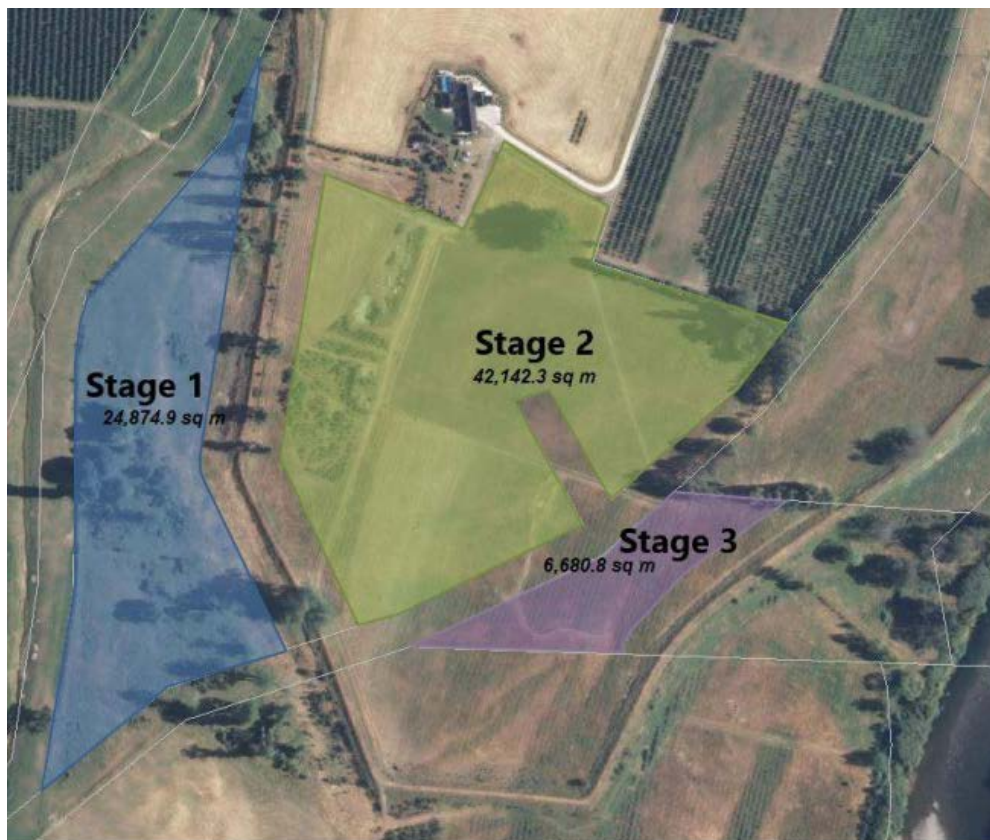 Stage 2
42,142.3 sq m
Stage 1
24,874.9 sq m
Stage 3
6,680.8 sq m